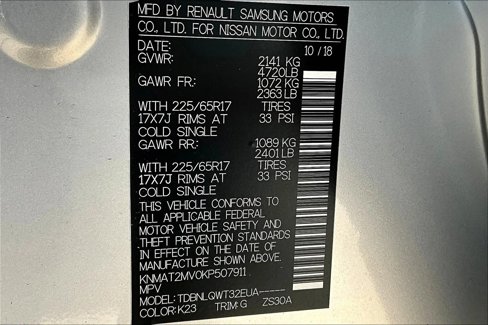 MFD BY RENAULT SAMSUNG MOTORS
CO., LTD. FOR NISSAN MOTOR CO., LTD.
DATE: 10 / 18
GVWR: 2141 KG
4720LB
GAWR FR: 1072 KG
2363LB
WITH 225/65R17 TIRES
17X7J RIMS AT 33 PSI
COLD SINGLE
GAWR RR: 1089 KG
2401LB
WITH 225/65R17 TIRES
17X7J RIMS AT 33 PSI
COLD SINGLE
THIS VEHICLE CONFORMS TO
ALL APPLICABLE FEDERAL
MOTOR VEHICLE SAFETY AND
THEFT PREVENTION STANDARDS
IN EFFECT ON THE DATE OF
MANUFACTURE SHOWN ABOVE.
KNMAT2MV0KP507911
MPV
MODEL: TDBNLQWT32EUA-----
COLOR: K23 TRIM: G ZS30A